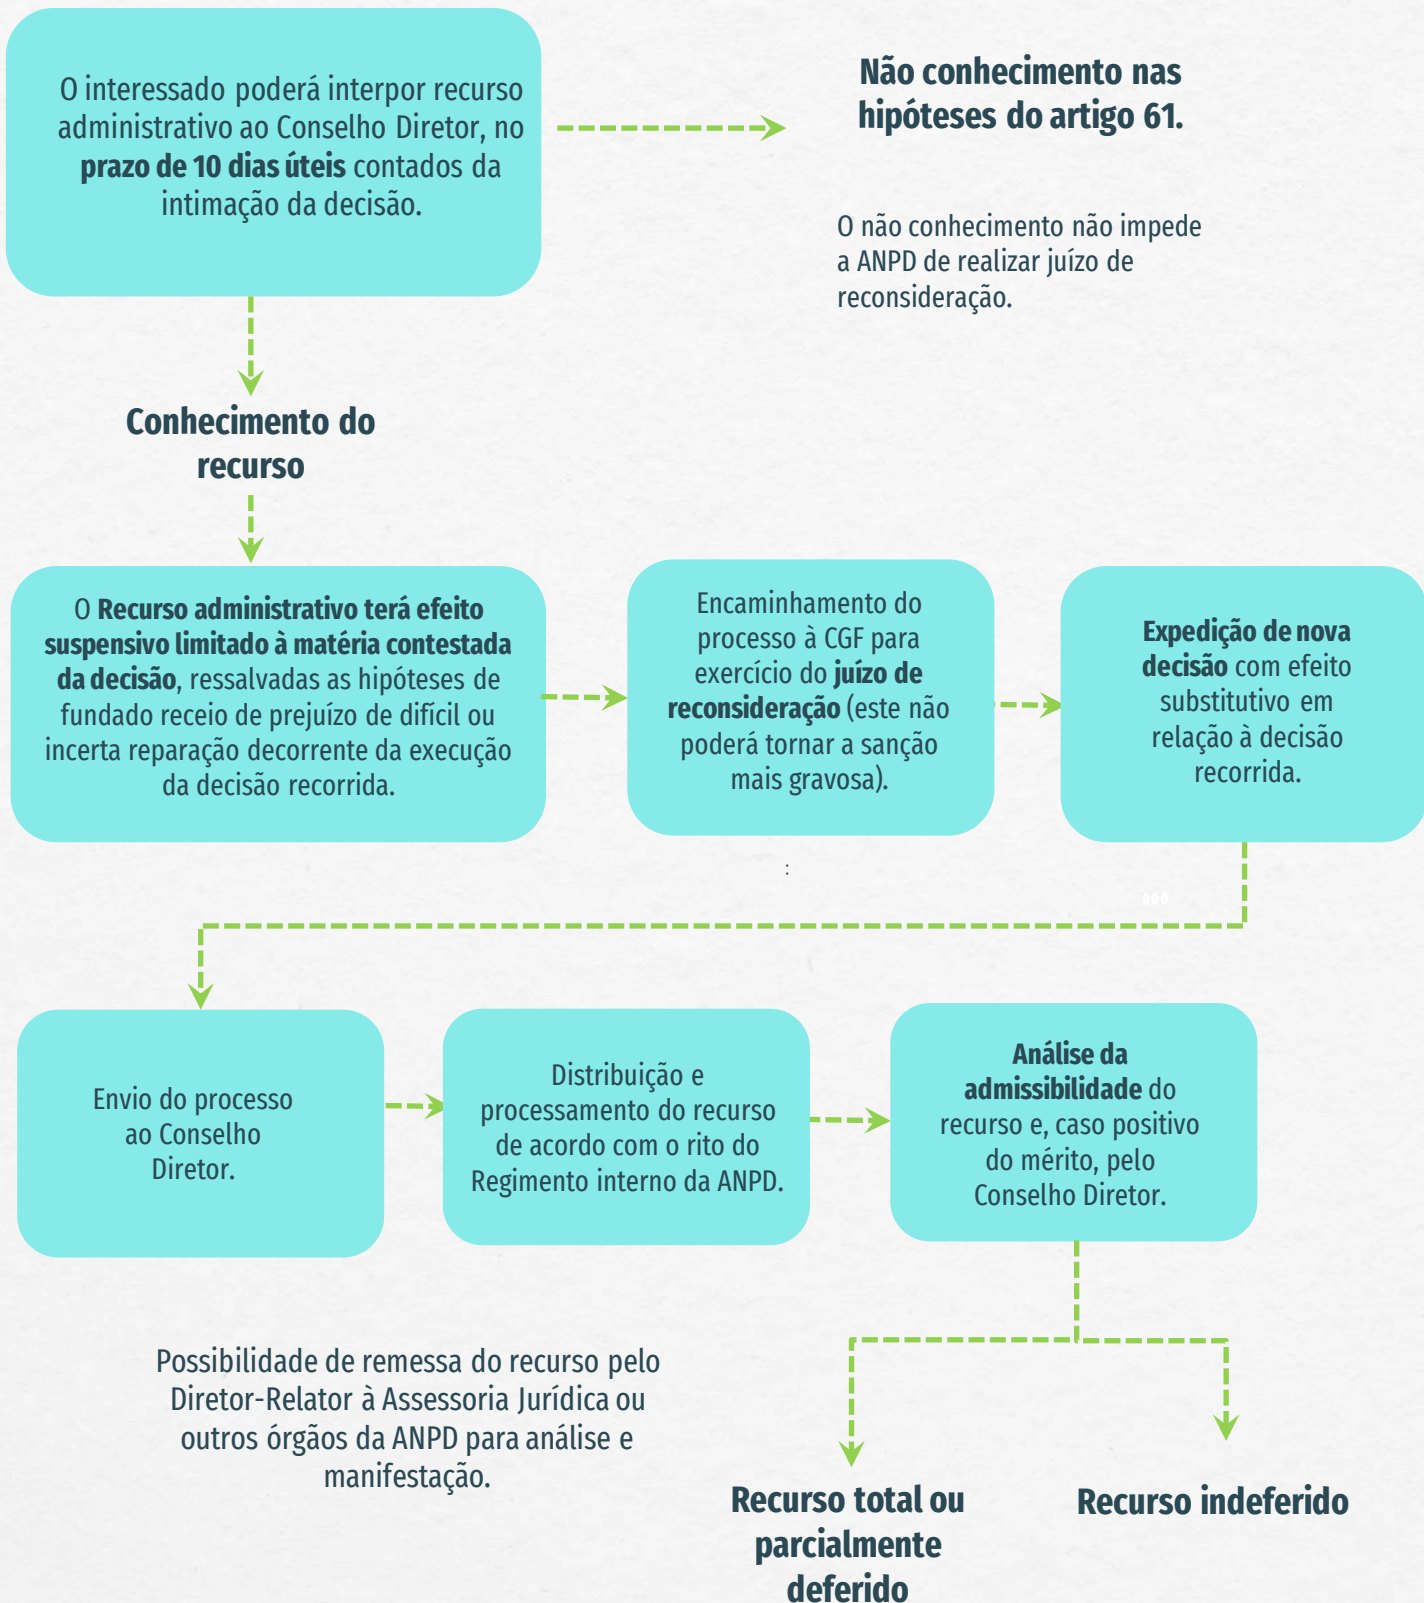 O interessado poderá interpor recurso
administrativo ao Conselho Diretor, no
prazo de 10 dias úteis contados da
intimação da decisão.
Não conhecimento nas
hipóteses do artigo 61.
O não conhecimento não impede
a ANPD de realizar juízo de
reconsideração.
Conhecimento do
recurso
O Recurso administrativo terá efeito
suspensivo limitado à matéria contestada
da decisão, ressalvadas as hipóteses de
fundado receio de prejuízo de difícil ou
incerta reparação decorrente da execução
da decisão recorrida.
Encaminhamento do
processo à CGF para
exercício do juízo de
reconsideração (este não
poderá tornar a sanção
mais gravosa).
Expedição de nova
decisão com efeito
substitutivo em
relação à decisão
recorrida.
:
Envio do processo
ao Conselho
Diretor.
Distribuição e
processamento do recurso
de acordo com o rito do
Regimento interno da ANPD.
Análise da
admissibilidade do
recurso e, caso positivo
do mérito, pelo
Conselho Diretor.
Possibilidade de remessa do recurso pelo
Diretor-Relator à Assessoria Jurídica ou
outros órgãos da ANPD para análise e
manifestação.
Recurso total ou
parcialmente
deferido
Recurso indeferido